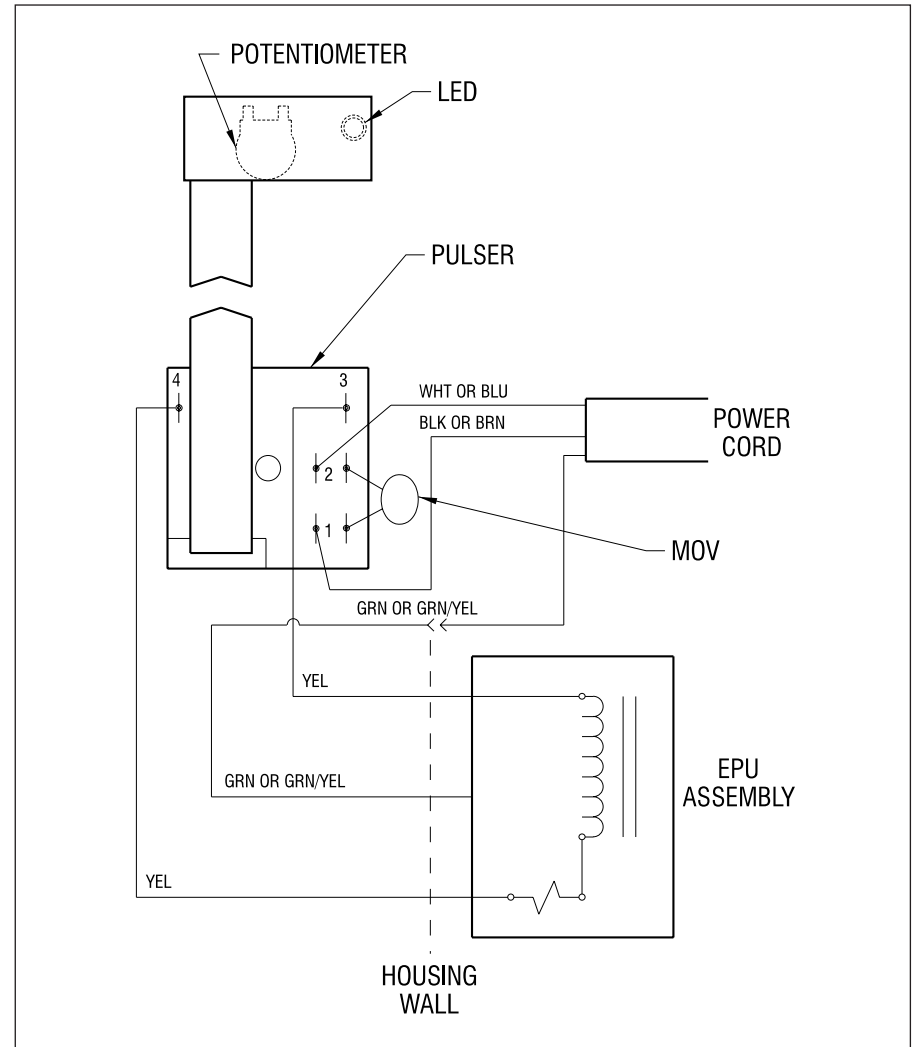 POTENTIOMETER
LED
PULSER
4
3
WHT OR BLU
BLK OR BRN
POWER
CORD
2
1
MOV
GRN OR GRN/YEL
YEL
GRN OR GRN/YEL
EPU
ASSEMBLY
YEL
HOUSING
WALL